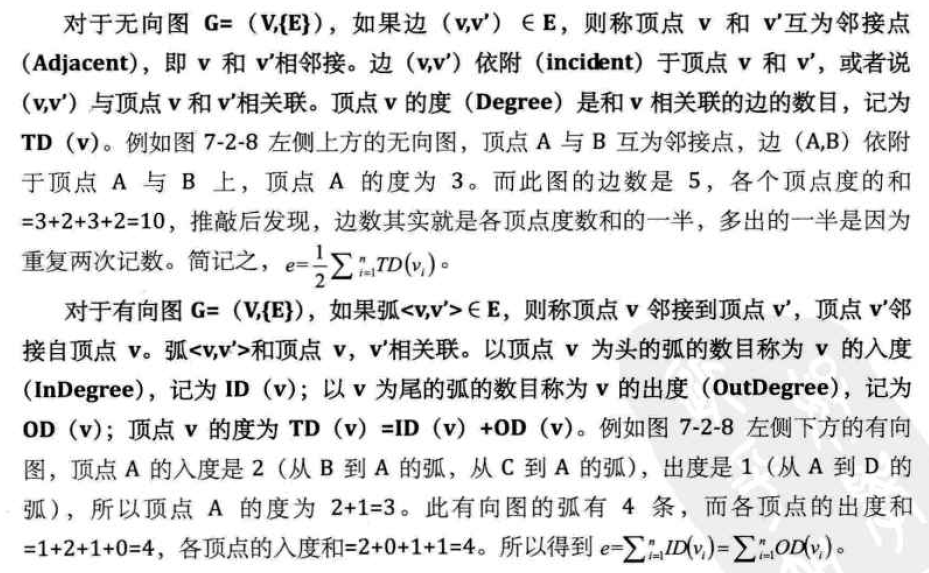 对于无向图 G=（V,{E}），如果边（v,v'）∈E，则称顶点 v 和 v'互为邻接点
（Adjacent），即 v 和 v'相邻接。边（v,v'）依附（incident）于顶点 v 和 v'，或者说
（v,v'）与顶点 v 和 v'相关联。顶点 v 的度（Degree）是和 v 相关联的边的数目，记为
TD（v）。例如图 7-2-8 左侧上方的无向图，顶点 A 与 B 互为邻接点，边（A,B）依附
于顶点 A 与 B 上，顶点 A 的度为 3。而此图的边数是 5，各个顶点度的和
=3+2+3+2=10，推敲后发现，边数其实就是各顶点度数和的一半，多出的一半是因为
重复两次记数。简记之，e=1/2∑ⁿᵢ₌₁TD(vᵢ)。
对于有向图 G=（V,{E}），如果弧<v,v'>∈E，则称顶点 v 邻接到顶点 v'，顶点 v'邻
接自顶点 v。弧<v,v'>和顶点 v，v'相关联。以顶点 v 为头的弧的数目称为 v 的入度
（InDegree），记为 ID（v）；以 v 为尾的弧的数目称为 v 的出度（OutDegree），记为
OD（v）；顶点 v 的度为 TD（v）=ID（v）+OD（v）。例如图 7-2-8 左侧下方的有向
图，顶点 A 的入度是 2（从 B 到 A 的弧，从 C 到 A 的弧），出度是 1（从 A 到 D 的
弧），所以顶点 A 的度为 2+1=3。此有向图的弧有 4 条，而各顶点的出度和
=1+2+1+0=4，各顶点的入度和=2+0+1+1=4。所以得到 e=∑ⁿᵢ₌₁ID(vᵢ)=∑ⁿᵢ₌₁OD(vᵢ)。